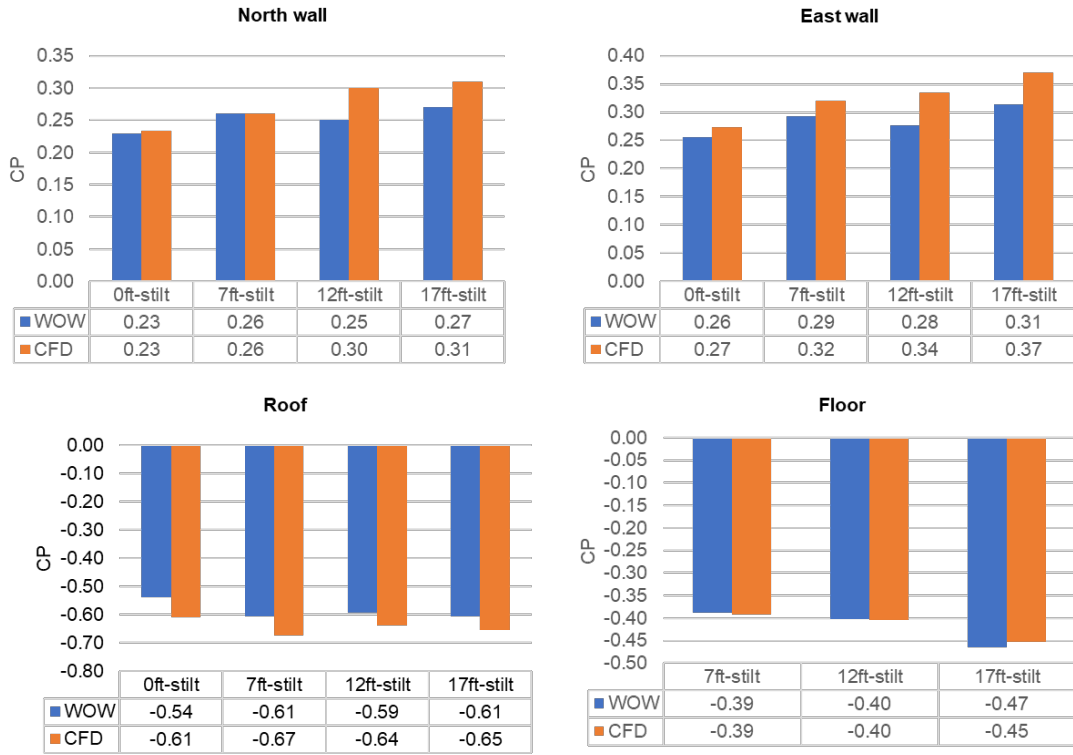 North wall
0.35
0.30
0.25
0.20
0.15
0.10
0.05
0.00
CP
0ft-stilt 7ft-stilt 12ft-stilt 17ft-stilt
WOW 0.23 0.26 0.25 0.27
CFD 0.23 0.26 0.30 0.31
East wall
0.40
0.35
0.30
0.25
0.20
0.15
0.10
0.05
0.00
CP
0ft-stilt 7ft-stilt 12ft-stilt 17ft-stilt
WOW 0.26 0.29 0.28 0.31
CFD 0.27 0.32 0.34 0.37
Roof
0.00
-0.10
-0.20
-0.30
-0.40
-0.50
-0.60
-0.70
-0.80
CP
0ft-stilt 7ft-stilt 12ft-stilt 17ft-stilt
WOW -0.54 -0.61 -0.59 -0.61
CFD -0.61 -0.67 -0.64 -0.65
Floor
0.00
-0.05
-0.10
-0.15
-0.20
-0.25
-0.30
-0.35
-0.40
-0.45
-0.50
CP
7ft-stilt 12ft-stilt 17ft-stilt
WOW -0.39 -0.40 -0.47
CFD -0.39 -0.40 -0.45